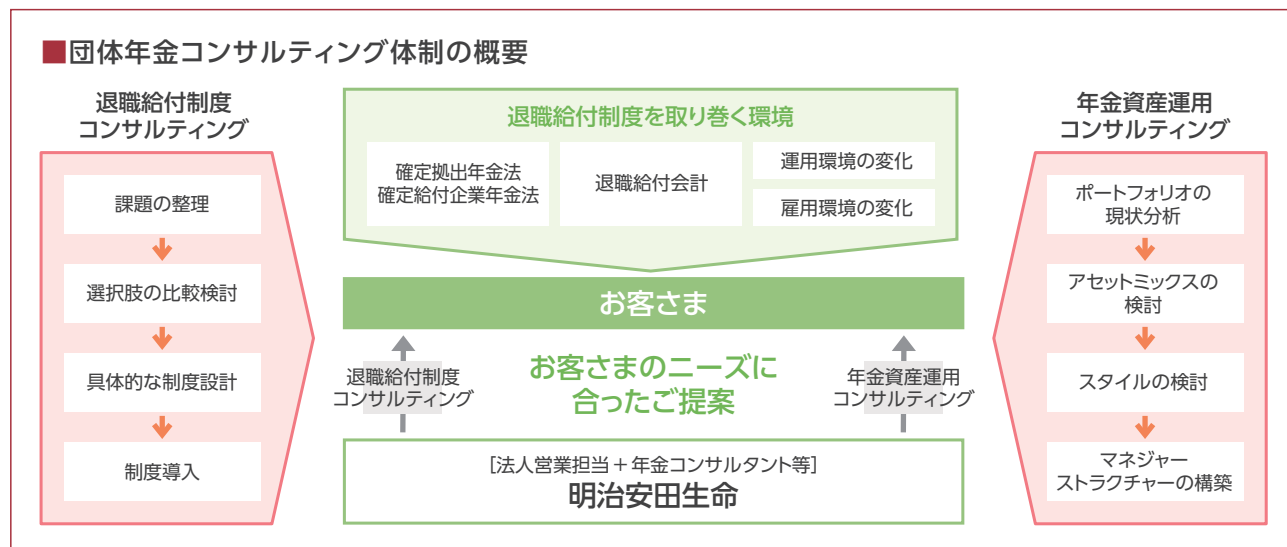 ■団体年金コンサルティング体制の概要
退職給付制度
コンサルティング
課題の整理
選択肢の比較検討
具体的な制度設計
制度導入
退職給付制度を取り巻く環境
確定拠出年金法
確定給付企業年金法
退職給付会計
運用環境の変化
雇用環境の変化
お客さま
退職給付制度
コンサルティング
お客さまのニーズに
合ったご提案
年金資産運用
コンサルティング
[法人営業担当+年金コンサルタント等]
明治安田生命
年金資産運用
コンサルティング
ポートフォリオの
現状分析
アセットミックスの
検討
スタイルの検討
マネジャー
ストラクチャーの構築